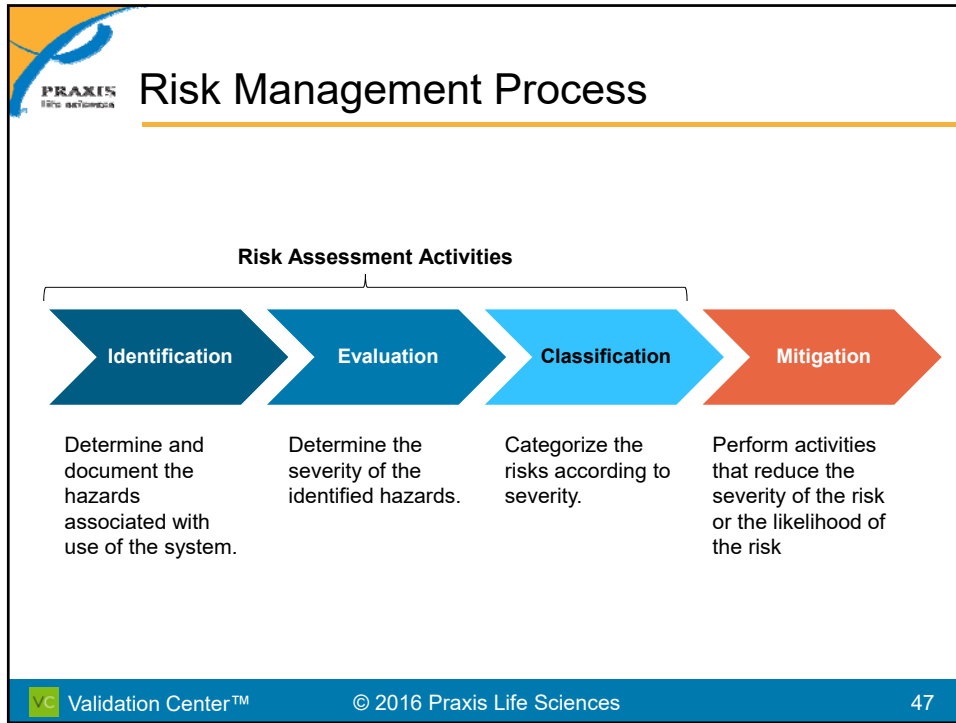 PRAXIS
life sciences
Risk Management Process
Risk Assessment Activities
Identification
Evaluation
Classification
Mitigation
Determine and
document the
hazards
associated with
use of the system.
Determine the
severity of the
identified hazards.
Categorize the
risks according to
severity.
Perform activities
that reduce the
severity of the risk
or the likelihood of
the risk
VC Validation Center™ © 2016 Praxis Life Sciences 47